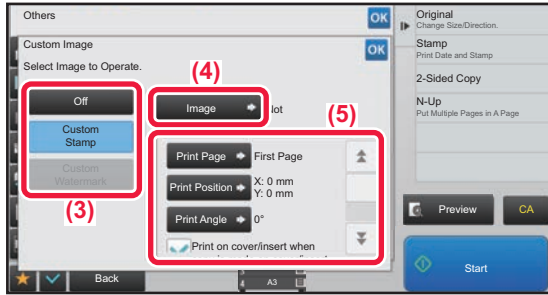 Others
OK
Custom Image
OK
Select Image to Operate.
(4)
Off
Image
lot
Custom
Stamp
(5)
Custom
Watermark
Print Page
First Page
Print Position
X: 0 mm
Y: 0 mm
(3)
Print Angle
0°
Print on cover/insert when
Back
4
A3
Original
Change Size/Direction.
Stamp
Print Date and Stamp
2-Sided Copy
N-Up
Put Multiple Pages in A Page
Preview
CA
Start